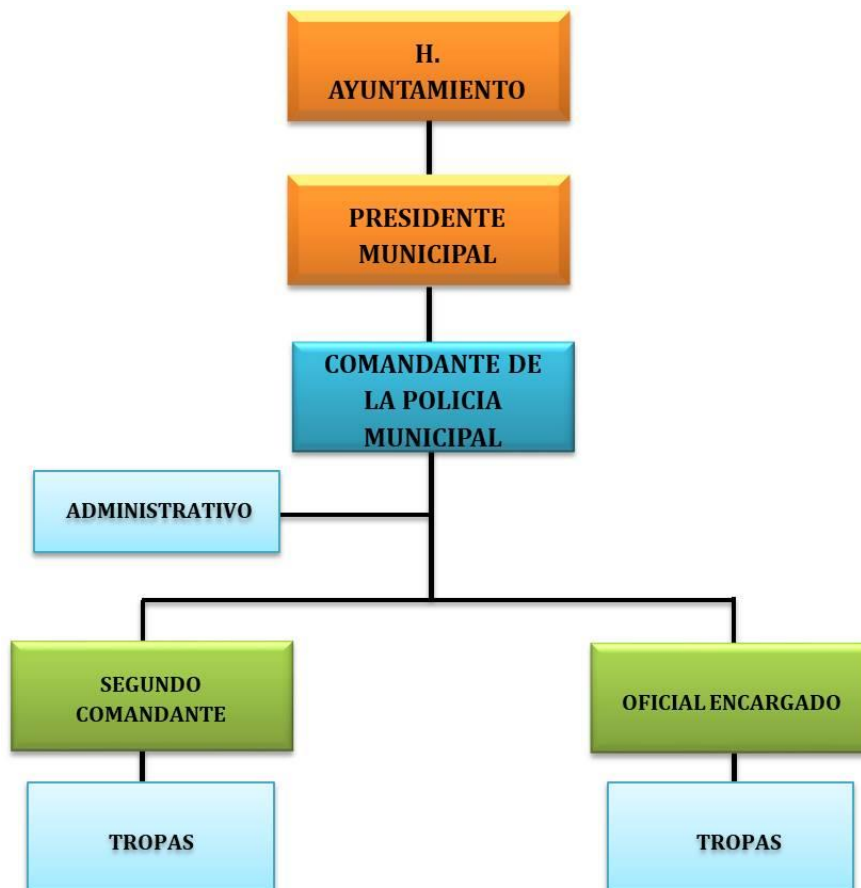 H.
AYUNTAMIENTO
PRESIDENTE
MUNICIPAL
COMANDANTE DE
LA POLICIA
MUNICIPAL
ADMINISTRATIVO
SEGUNDO
COMANDANTE
OFICIAL ENCARGADO
TROPAS
TROPAS